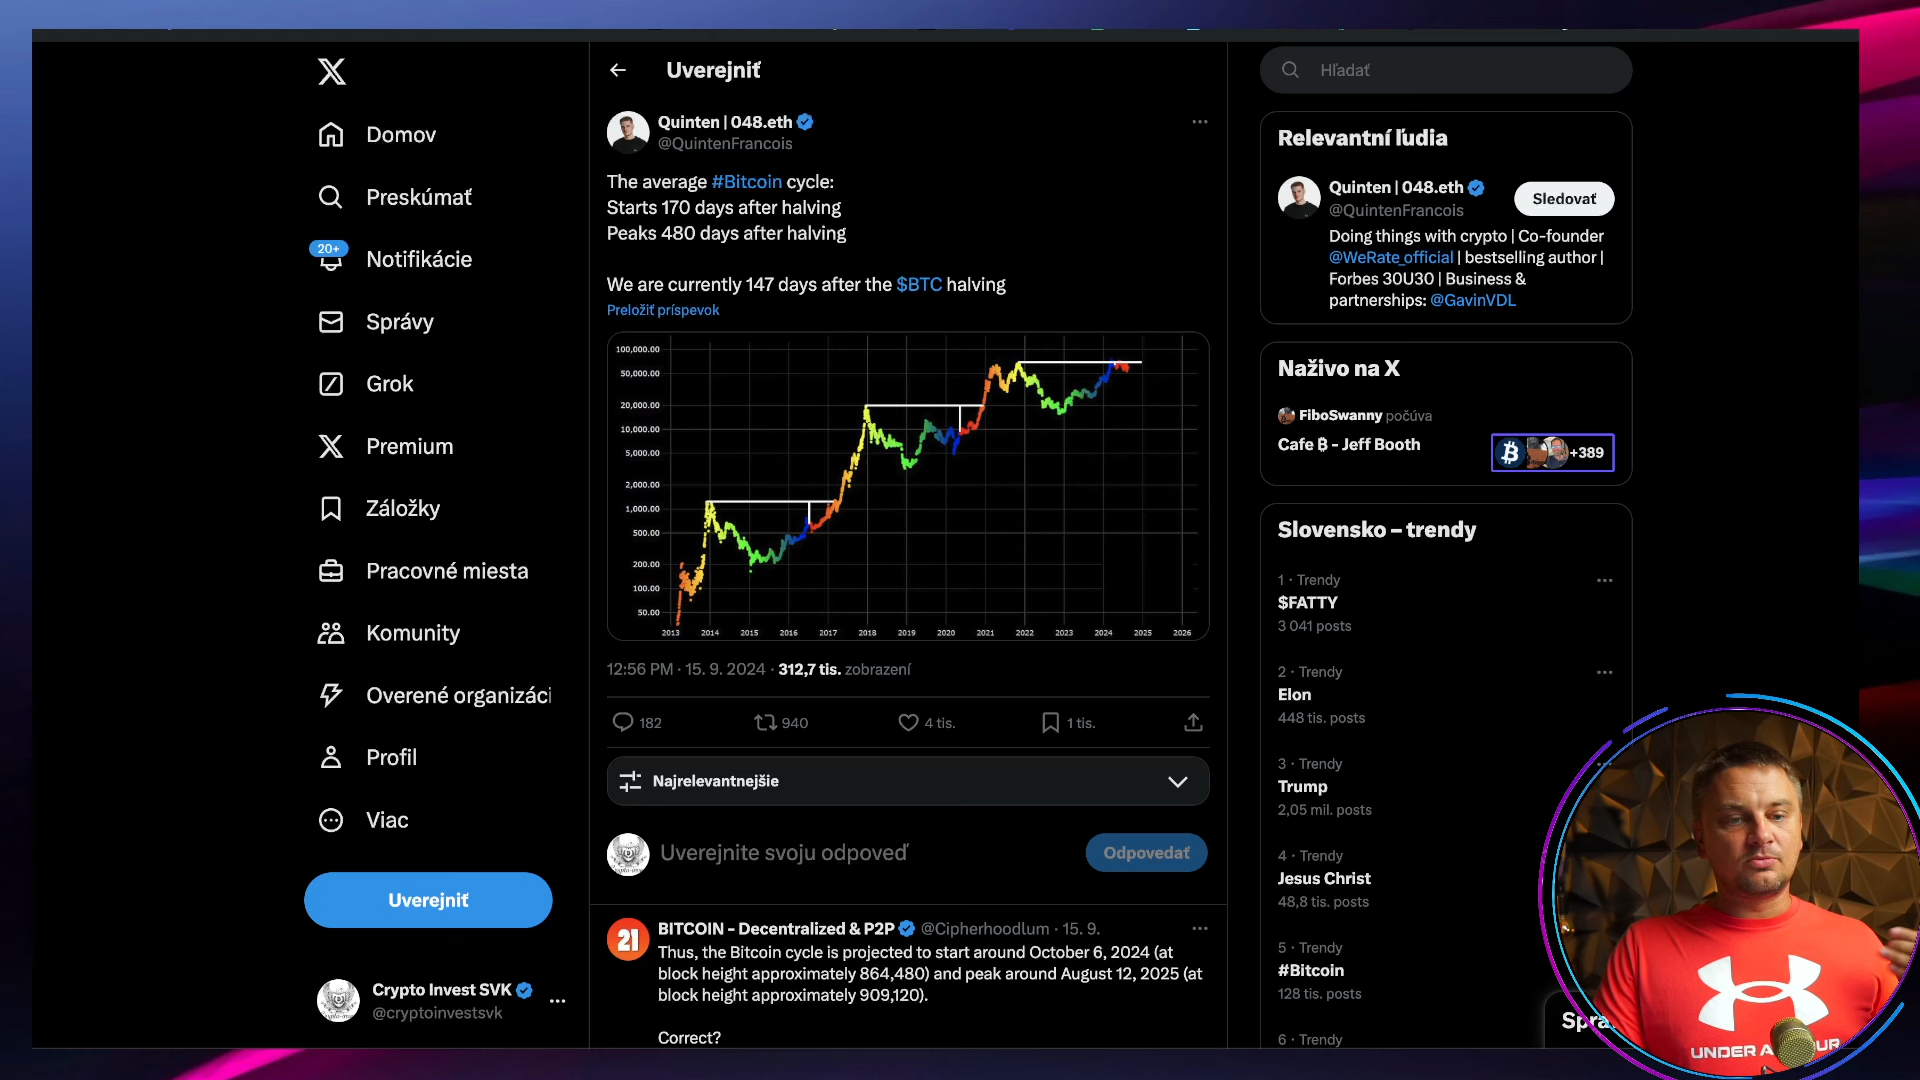 Domov
Preskúmať
20+
Notifikácie
Správy
Grok
Premium
Záložky
Pracovné miesta
Komunity
Overené organizáci
Profil
Viac
Uverejniť
Crypto Invest SVK
@cryptoinvestsvk
Uverejniť
Quinten | 048.eth
@QuintenFrancois
The average #Bitcoin cycle:
Starts 170 days after halving
Peaks 480 days after halving
We are currently 147 days after the $BTC halving
Preložiť príspevok
100,000.00
50,000.00
20,000.00
10,000.00
5,000.00
2,000.00
1,000.00
500.00
200.00
100.00
50.00
2013 2014 2015 2016 2017 2018 2019 2020 2021 2022 2023 2024 2025 2026
12:56 PM · 15. 9. 2024 · 312,7 tis. zobrazení
182 940 4 tis. 1 tis.
Najrelevantnejšie
Uverejnite svoju odpoveď
Odpovedať
21
BITCOIN - Decentralized & P2P @Cipherhoodlum · 15. 9.
Thus, the Bitcoin cycle is projected to start around October 6, 2024 (at
block height approximately 864,480) and peak around August 12, 2025 (at
block height approximately 909,120).
Correct?
Hľadať
Relevantní ľudia
Quinten | 048.eth
@QuintenFrancois
Sledovať
Doing things with crypto | Co-founder
@WeRate_official | bestselling author |
Forbes 30U30 | Business &
partnerships: @GavinVDL
Naživo na X
FiboSwanny počúva
Cafe ₿ - Jeff Booth
+389
Slovensko – trendy
1 · Trendy
$FATTY
3 041 posts
2 · Trendy
Elon
448 tis. posts
3 · Trendy
Trump
2,05 mil. posts
4 · Trendy
Jesus Christ
48,8 tis. posts
5 · Trendy
#Bitcoin
128 tis. posts
6 · Trendy